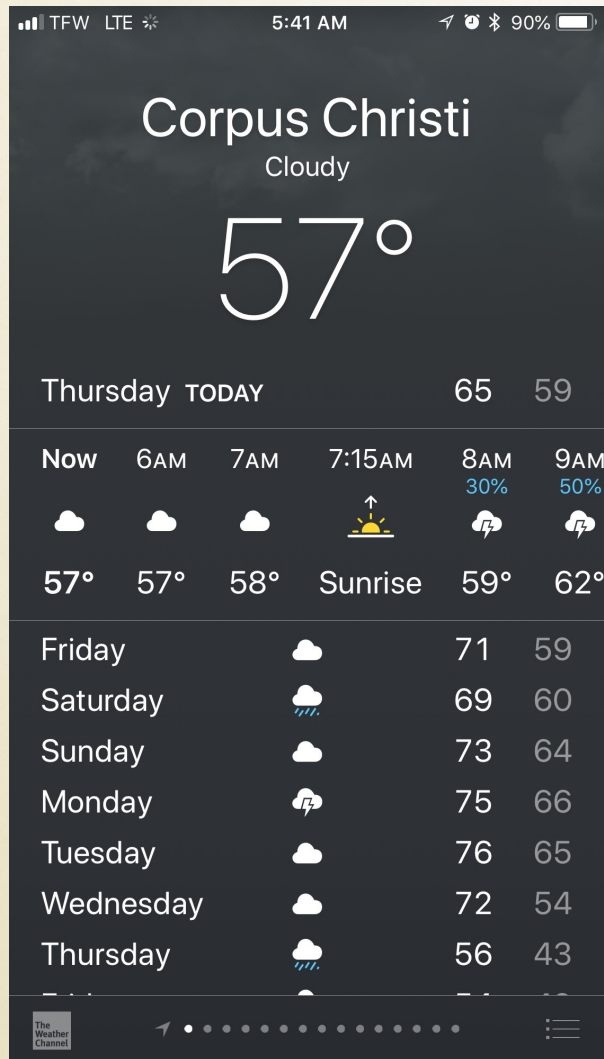 TFW LTE 5:41 AM 90%
Corpus Christi
Cloudy
57°
Thursday TODAY 65 59
Now 6AM 7AM 7:15AM 8AM 9AM
30% 50%
57° 57° 58° Sunrise 59° 62°
Friday 71 59
Saturday 69 60
Sunday 73 64
Monday 75 66
Tuesday 76 65
Wednesday 72 54
Thursday 56 43
The
Weather
Channel